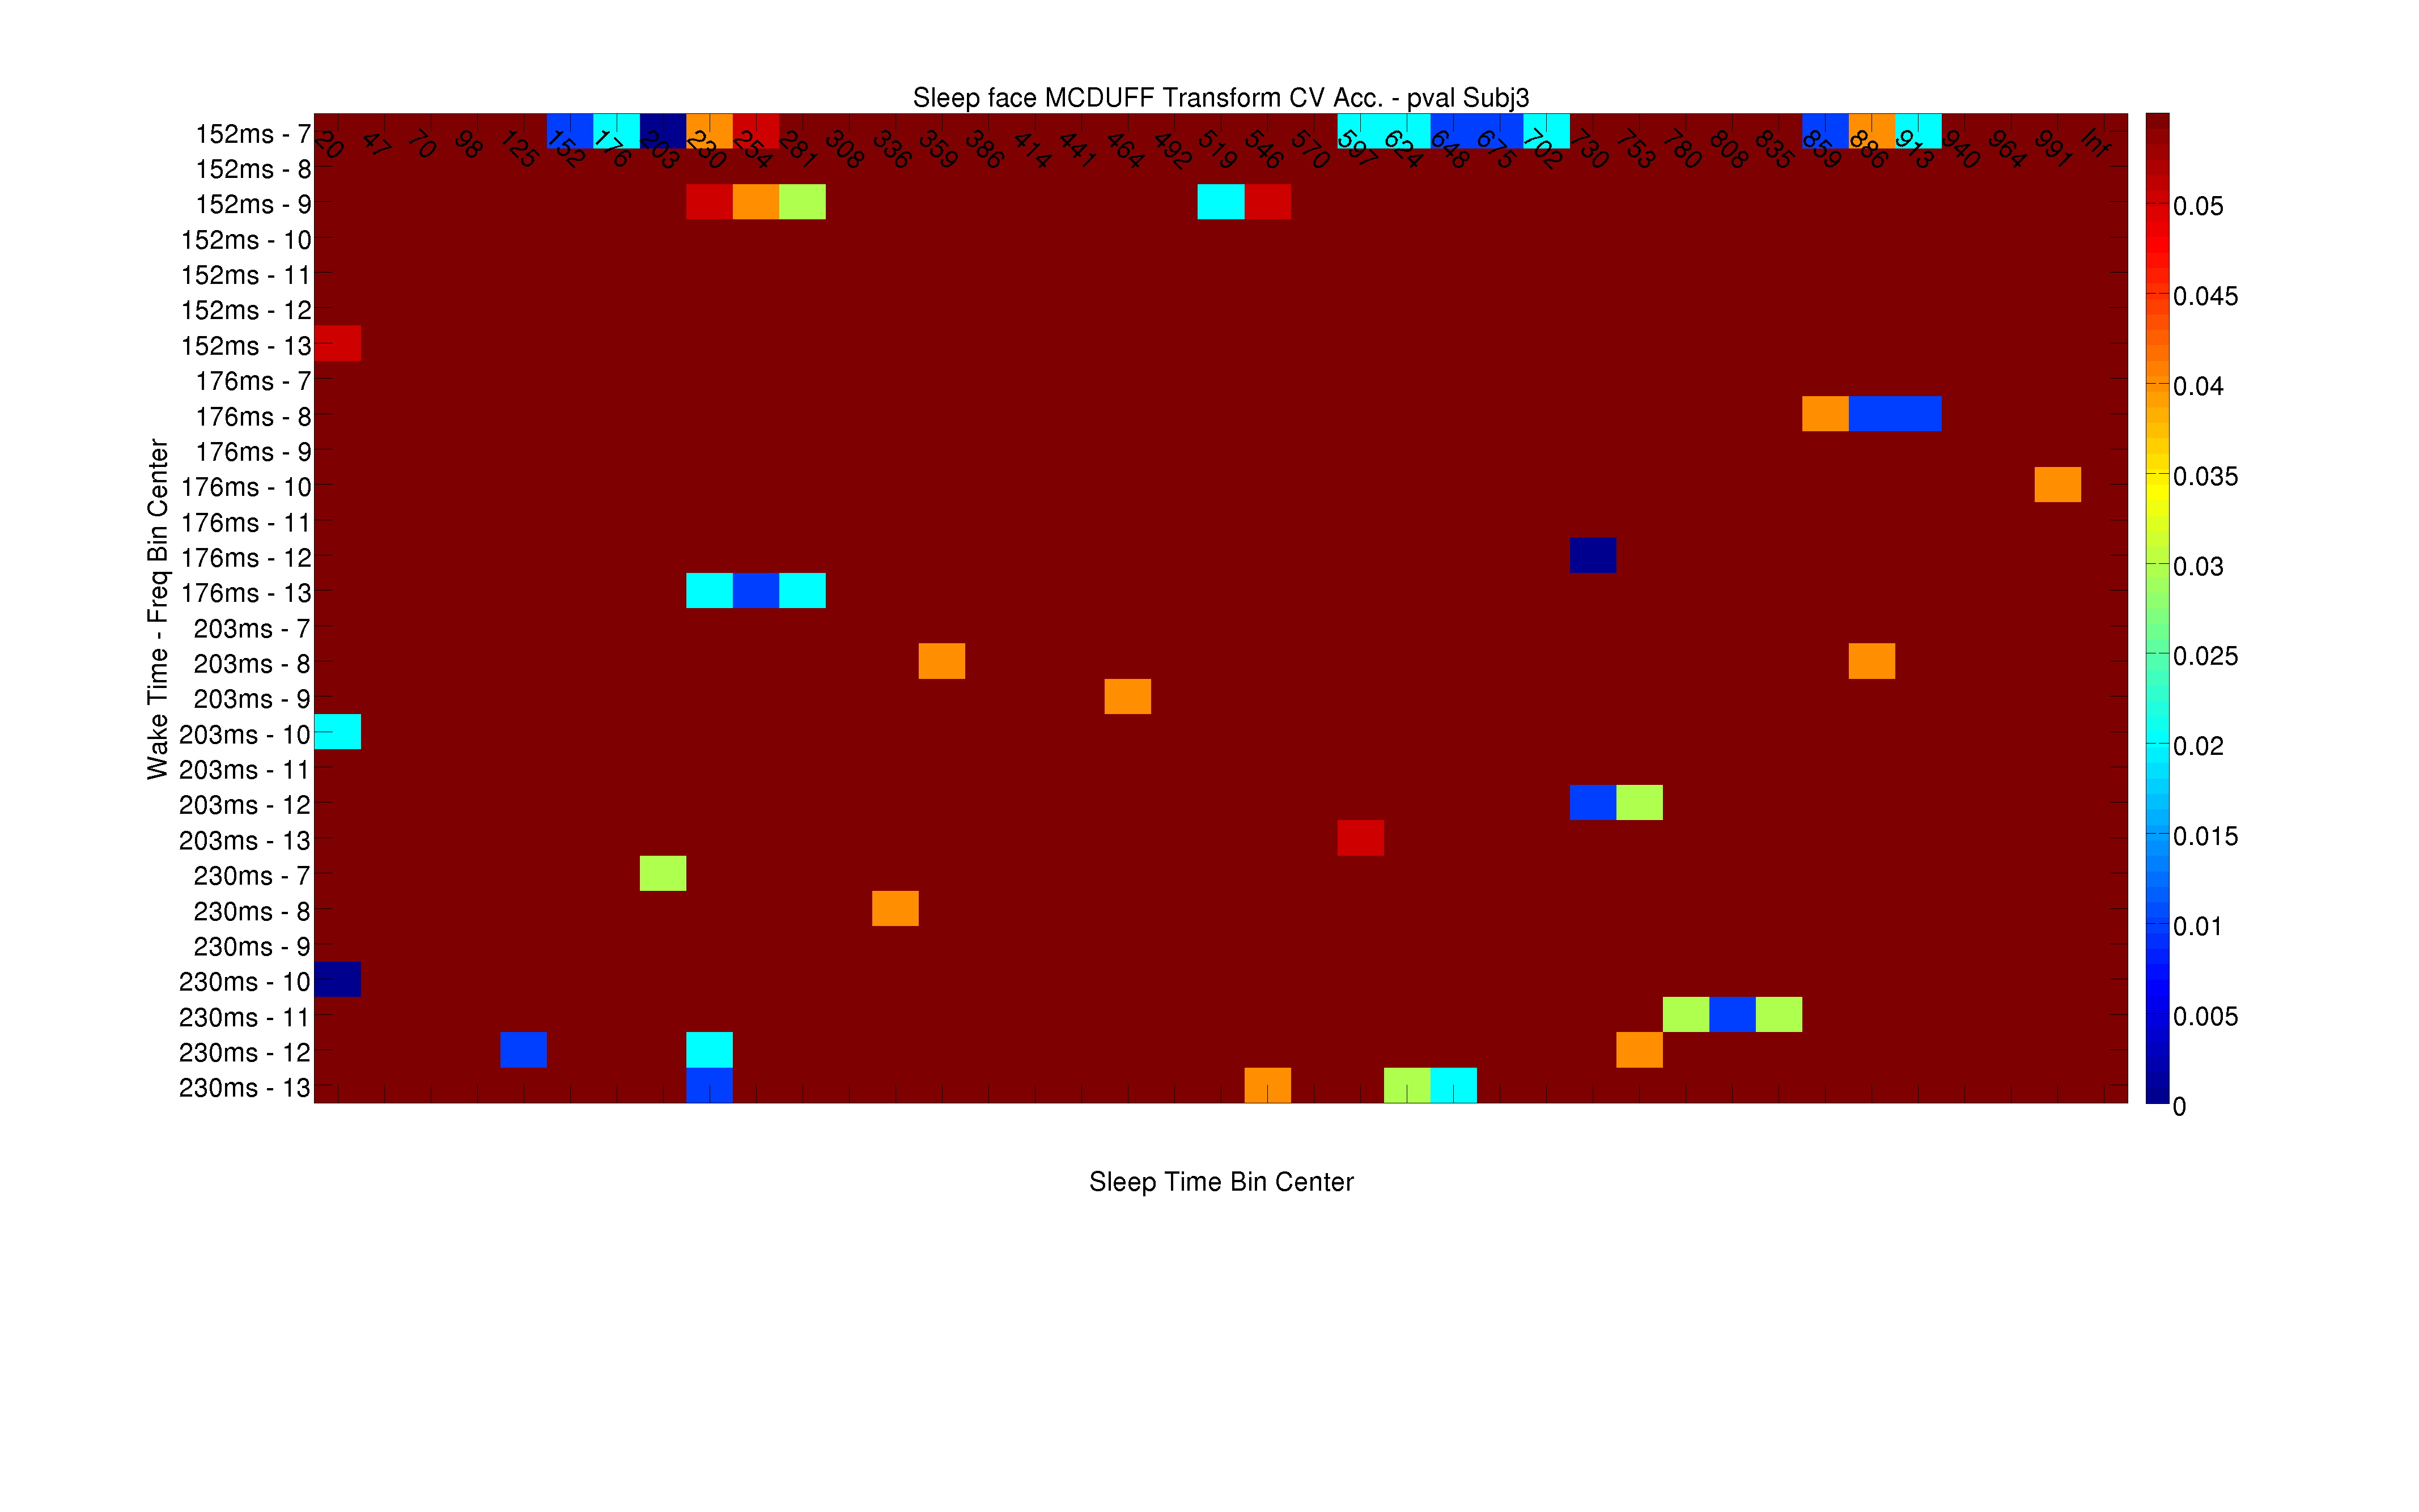 Sleep face MCDUFF Transform CV Acc. - pval Subj3
20 47 70 98 125 152 176 203 230 254 281 308 336 359 386 414 441 464 492 519 546 570 597 624 648 675 702 730 753 780 808 835 859 886 913 940 964 991 Inf
Wake Time - Freq Bin Center
152ms - 7
152ms - 8
152ms - 9
152ms - 10
152ms - 11
152ms - 12
152ms - 13
176ms - 7
176ms - 8
176ms - 9
176ms - 10
176ms - 11
176ms - 12
176ms - 13
203ms - 7
203ms - 8
203ms - 9
203ms - 10
203ms - 11
203ms - 12
203ms - 13
230ms - 7
230ms - 8
230ms - 9
230ms - 10
230ms - 11
230ms - 12
230ms - 13
0.05
0.045
0.04
0.035
0.03
0.025
0.02
0.015
0.01
0.005
0
Sleep Time Bin Center